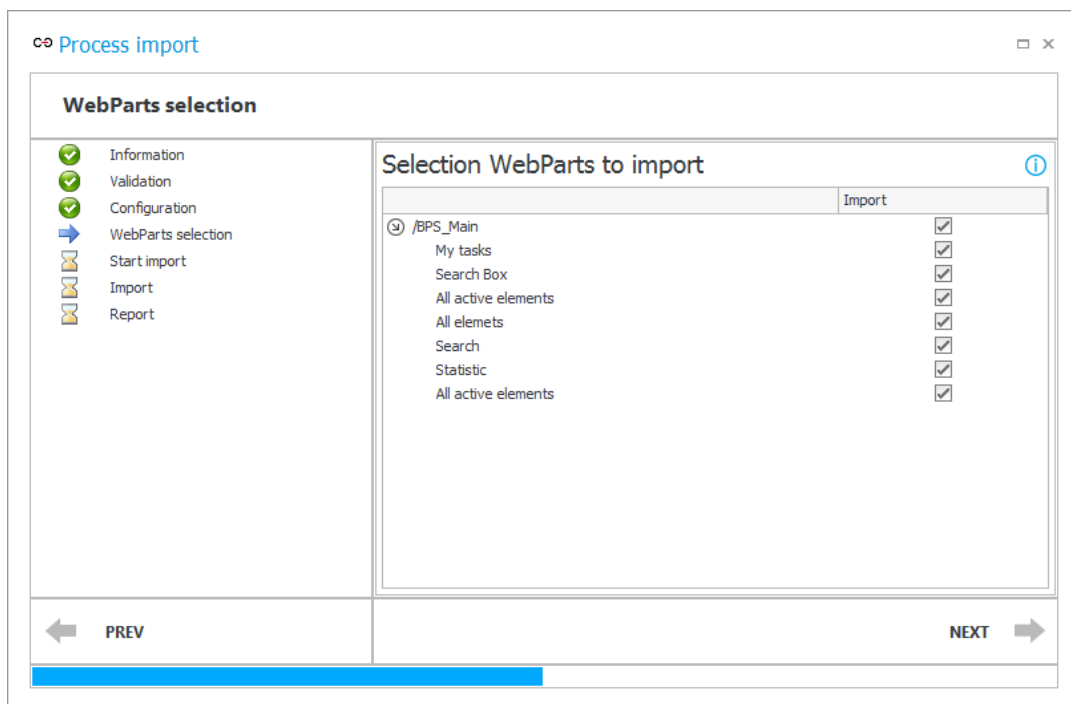 Process import
WebParts selection
Information
Validation
Configuration
WebParts selection
Start import
Import
Report
Selection WebParts to import
Import
/BPS_Main
My tasks
Search Box
All active elements
All elemets
Search
Statistic
All active elements
PREV
NEXT